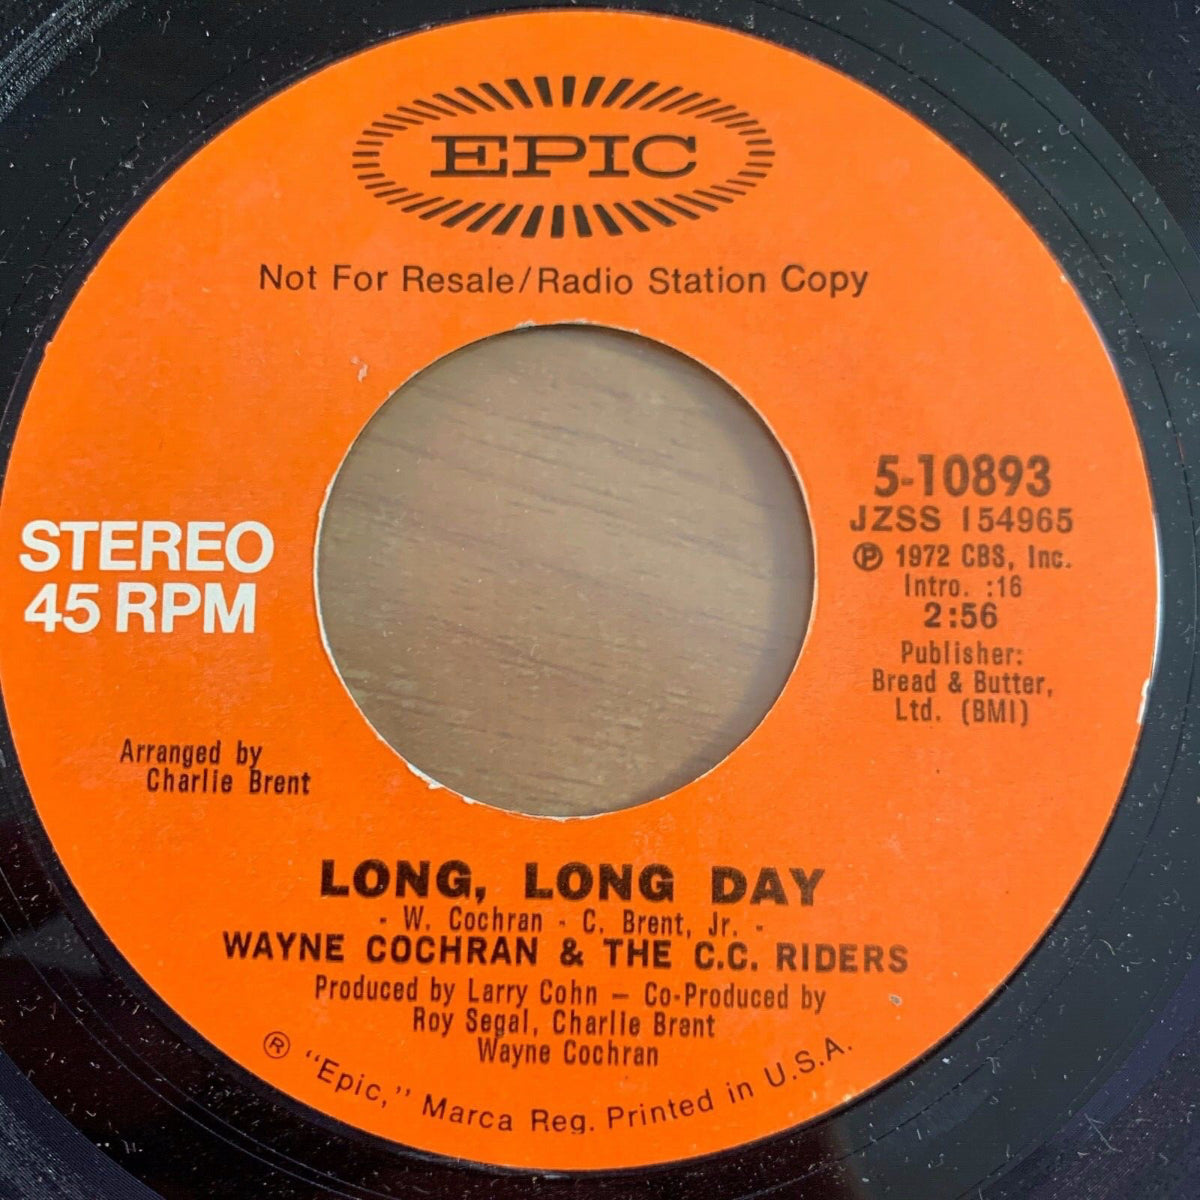 EPIC
Not For Resale/Radio Station Copy
STEREO
45 RPM
5-10893
JZSS 154965
Ⓟ 1972 CBS, Inc.
Intro. :16
2:56
Publisher:
Bread & Butter,
Ltd. (BMI)
Arranged by
Charlie Brent
LONG, LONG DAY
- W. Cochran - C. Brent, Jr. -
WAYNE COCHRAN & THE C.C. RIDERS
Produced by Larry Cohn — Co-Produced by
Roy Segal, Charlie Brent
Wayne Cochran
® "Epic," Marca Reg. Printed in U.S.A.